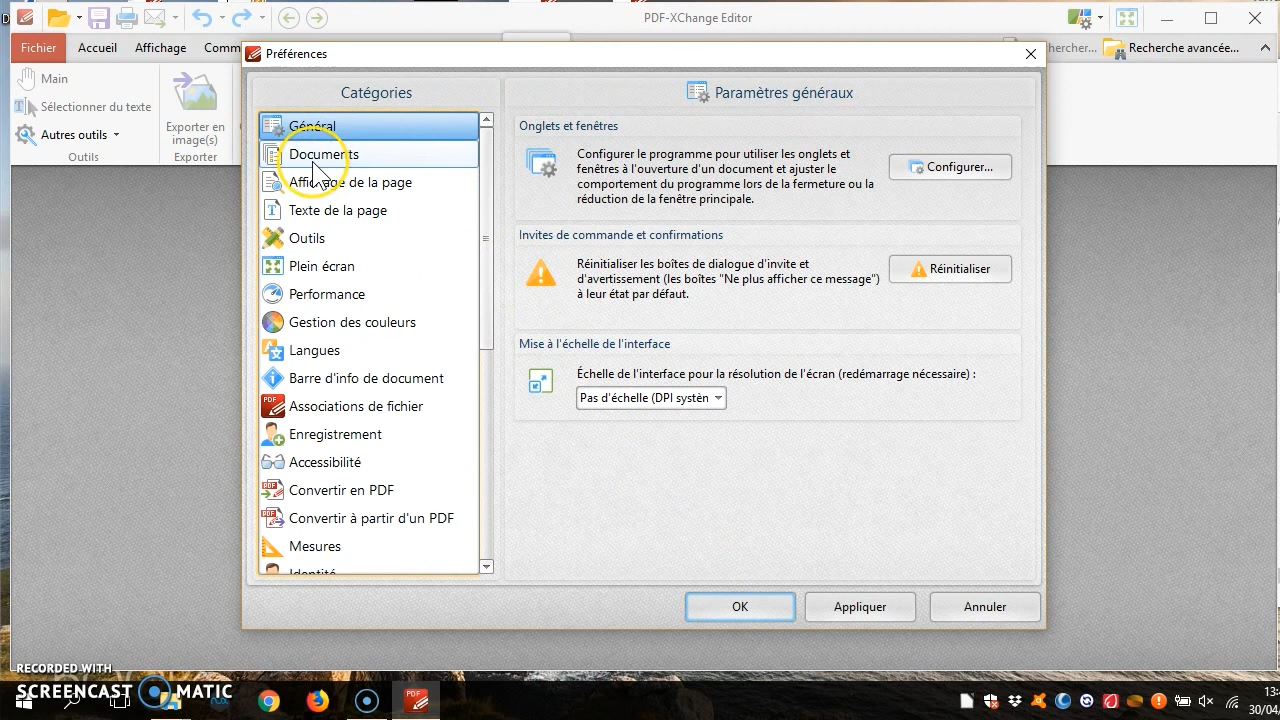 PDF-XChange Editor
Fichier Accueil Affichage Comm
hercher... Recherche avancée...
Main
Sélectionner du texte
Autres outils
Outils
Exporter en
image(s)
Exporter
Préférences
Catégories
Général
Documents
Affichage de la page
Texte de la page
Outils
Plein écran
Performance
Gestion des couleurs
Langues
Barre d'info de document
Associations de fichier
Enregistrement
Accessibilité
Convertir en PDF
Convertir à partir d'un PDF
Mesures
Identité
Paramètres généraux
Onglets et fenêtres
Configurer le programme pour utiliser les onglets et
fenêtres à l'ouverture d'un document et ajuster le
comportement du programme lors de la fermeture ou la
réduction de la fenêtre principale.
Configurer...
Invites de commande et confirmations
Réinitialiser les boîtes de dialogue d'invite et
d'avertissement (les boîtes "Ne plus afficher ce message")
à leur état par défaut.
Réinitialiser
Mise à l'échelle de l'interface
Échelle de l'interface pour la résolution de l'écran (redémarrage nécessaire) :
Pas d'échelle (DPI systèn
OK Appliquer Annuler
RECORDED WITH
SCREENCAST MATIC
13:
30/04